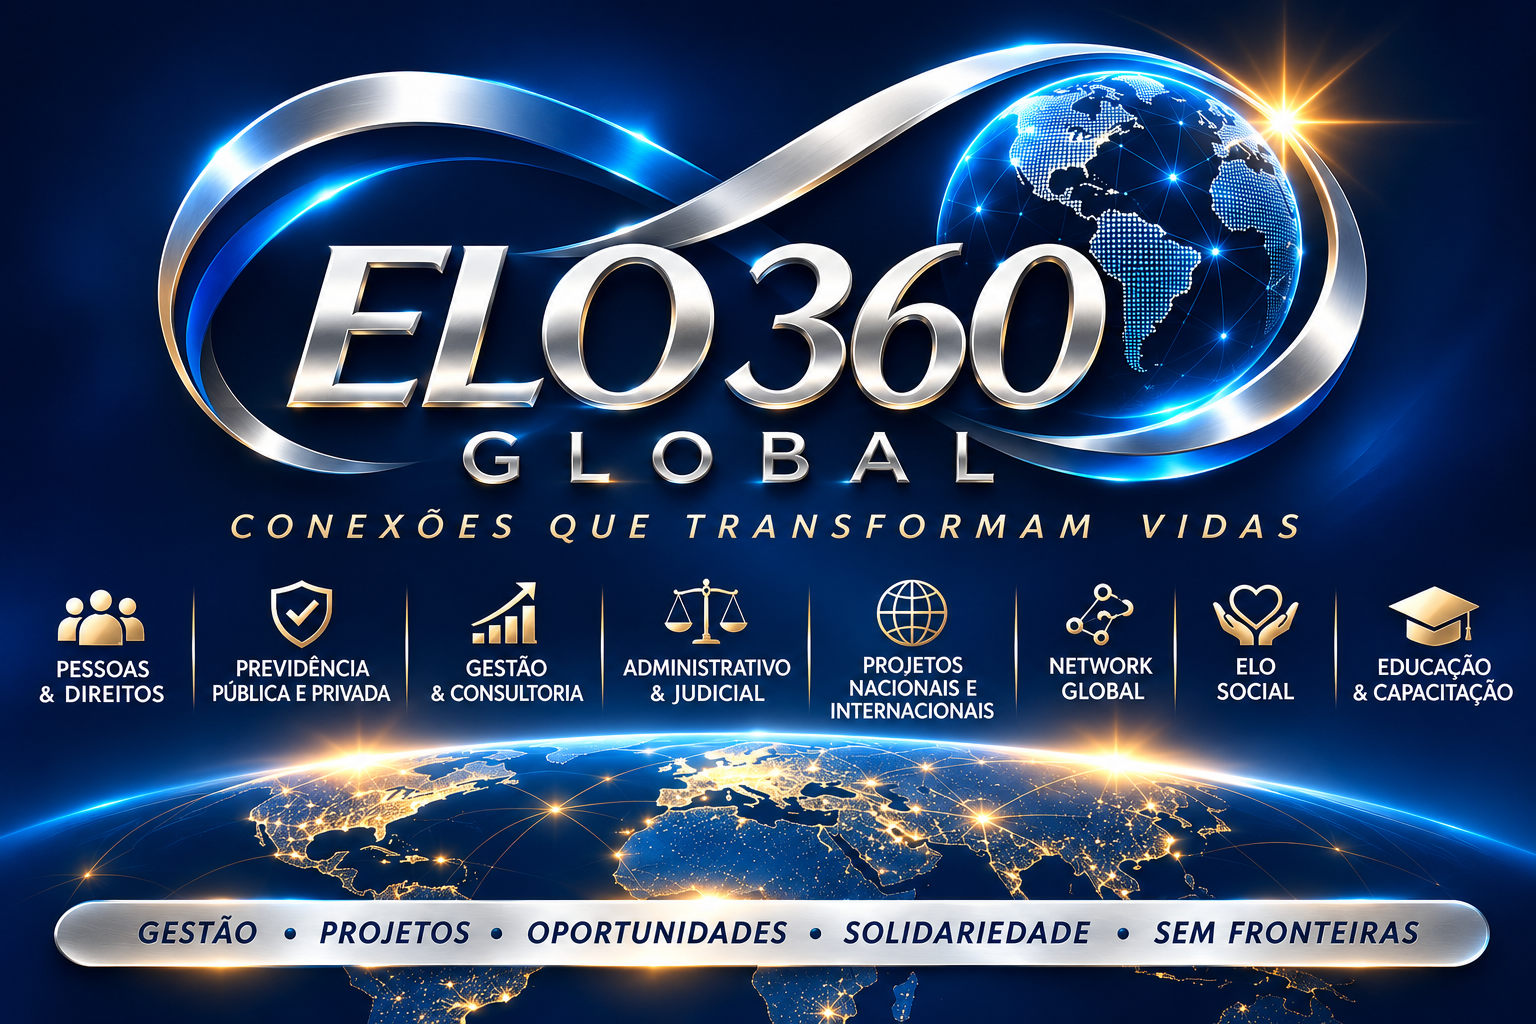 ELO 360
GLOBAL
CONEXÕES QUE TRANSFORMAM VIDAS
PESSOAS
& DIREITOS
PREVIDÊNCIA
PÚBLICA E PRIVADA
GESTÃO
& CONSULTORIA
ADMINISTRATIVO
& JUDICIAL
PROJETOS
NACIONAIS E
INTERNACIONAIS
NETWORK
GLOBAL
ELO
SOCIAL
EDUCAÇÃO
& CAPACITAÇÃO
GESTÃO • PROJETOS • OPORTUNIDADES • SOLIDARIEDADE • SEM FRONTEIRAS